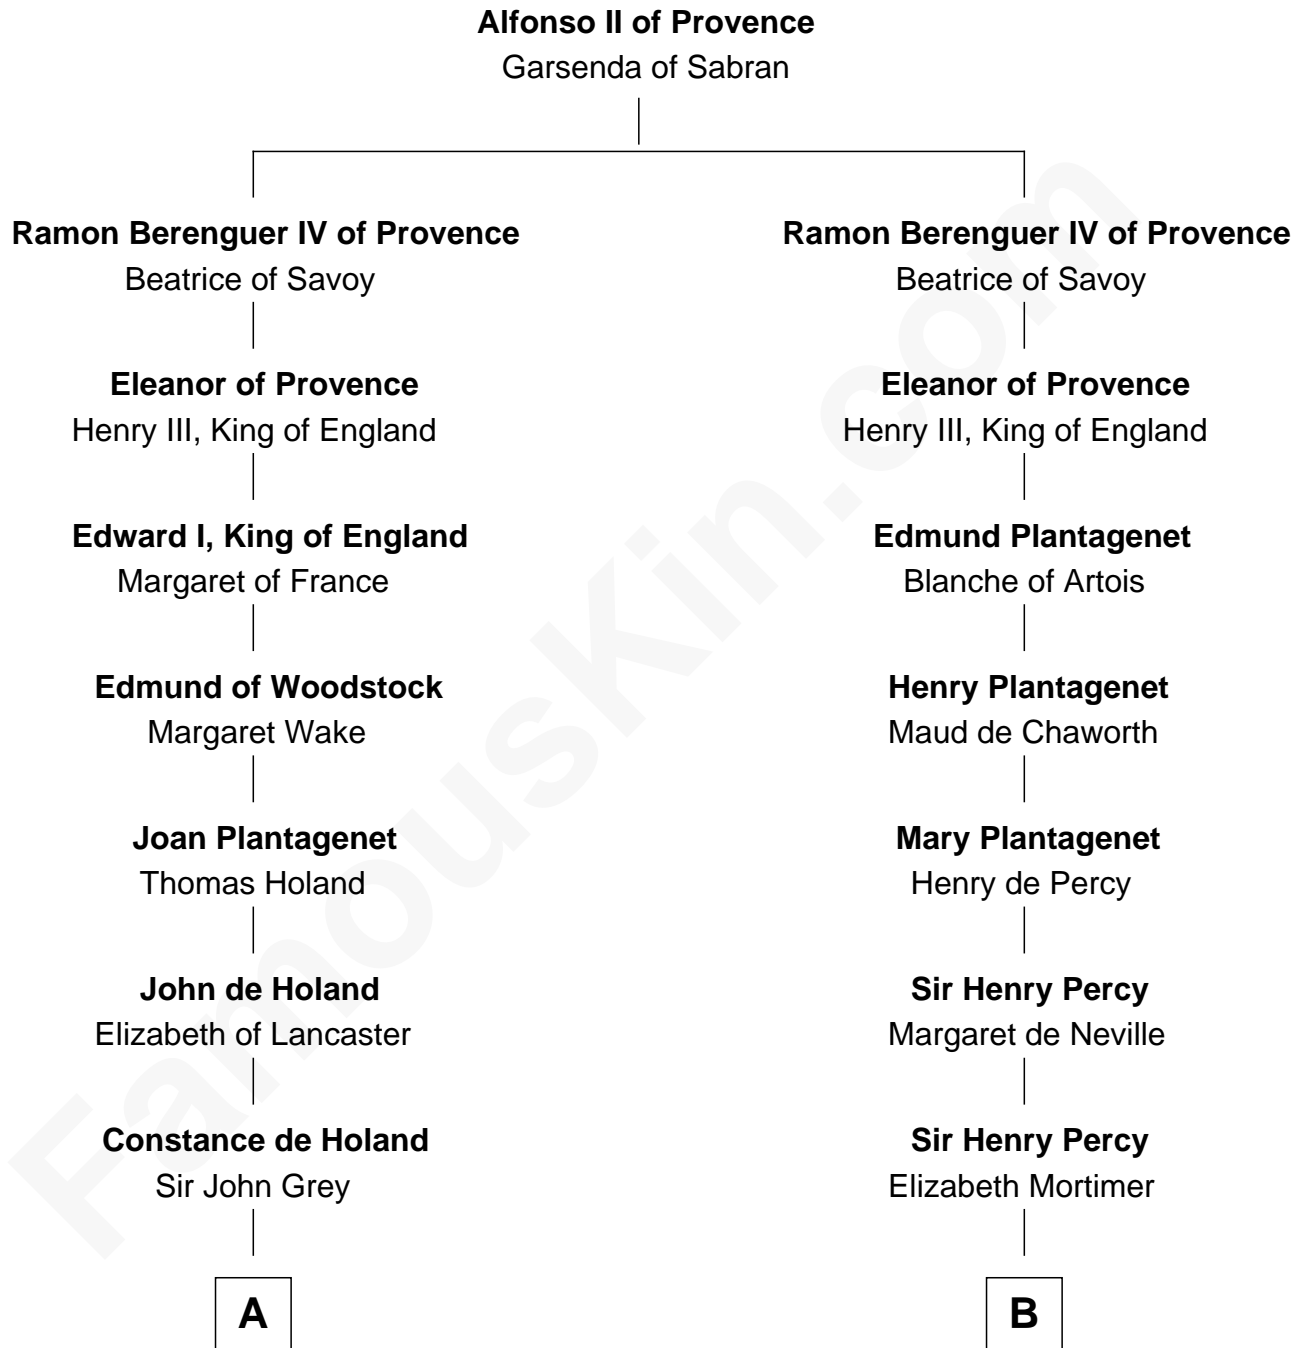 Alfonso II of Provence
Garsenda of Sabran
Ramon Berenguer IV of Provence
Beatrice of Savoy
Eleanor of Provence
Henry III, King of England
Edward I, King of England
Margaret of France
Edmund of Woodstock
Margaret Wake
Joan Plantagenet
Thomas Holand
John de Holand
Elizabeth of Lancaster
Constance de Holand
Sir John Grey
A
Ramon Berenguer IV of Provence
Beatrice of Savoy
Eleanor of Provence
Henry III, King of England
Edmund Plantagenet
Blanche of Artois
Henry Plantagenet
Maud de Chaworth
Mary Plantagenet
Henry de Percy
Sir Henry Percy
Margaret de Neville
Sir Henry Percy
Elizabeth Mortimer
B
FamousKin.com